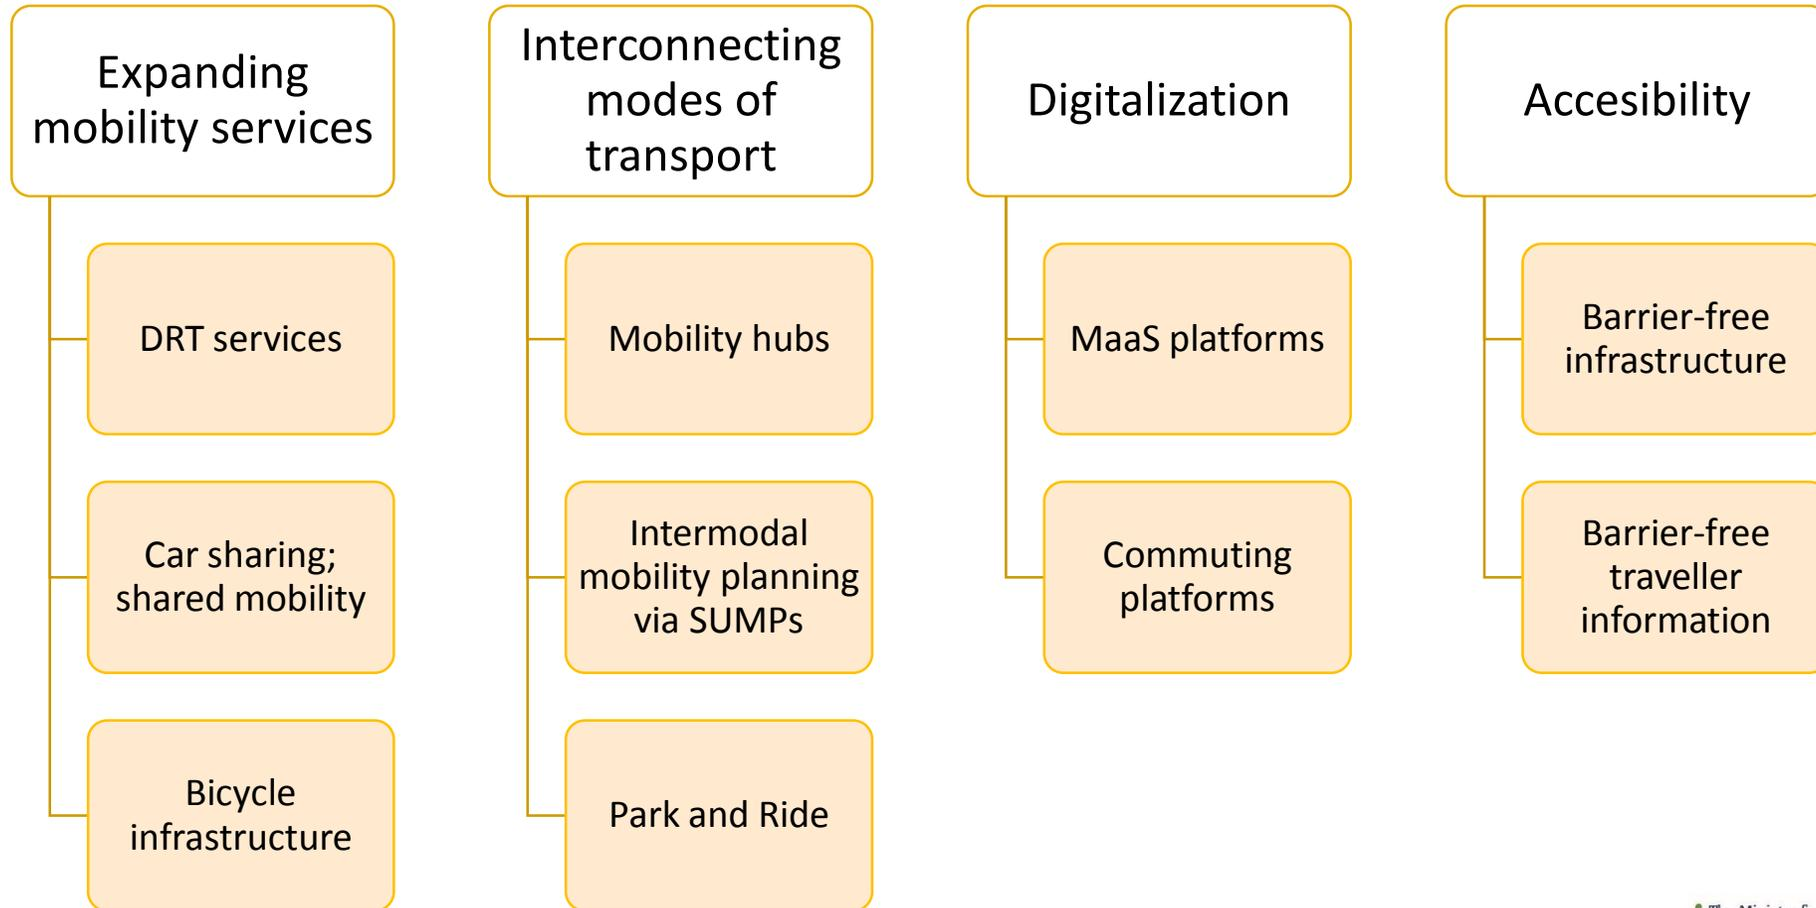 Expanding
mobility services
DRT services
Car sharing;
shared mobility
Bicycle
infrastructure
Interconnecting
modes of
transport
Mobility hubs
Intermodal
mobility planning
via SUMPs
Park and Ride
Digitalization
MaaS platforms
Commuting
platforms
Accesibility
Barrier-free
infrastructure
Barrier-free
traveller
information